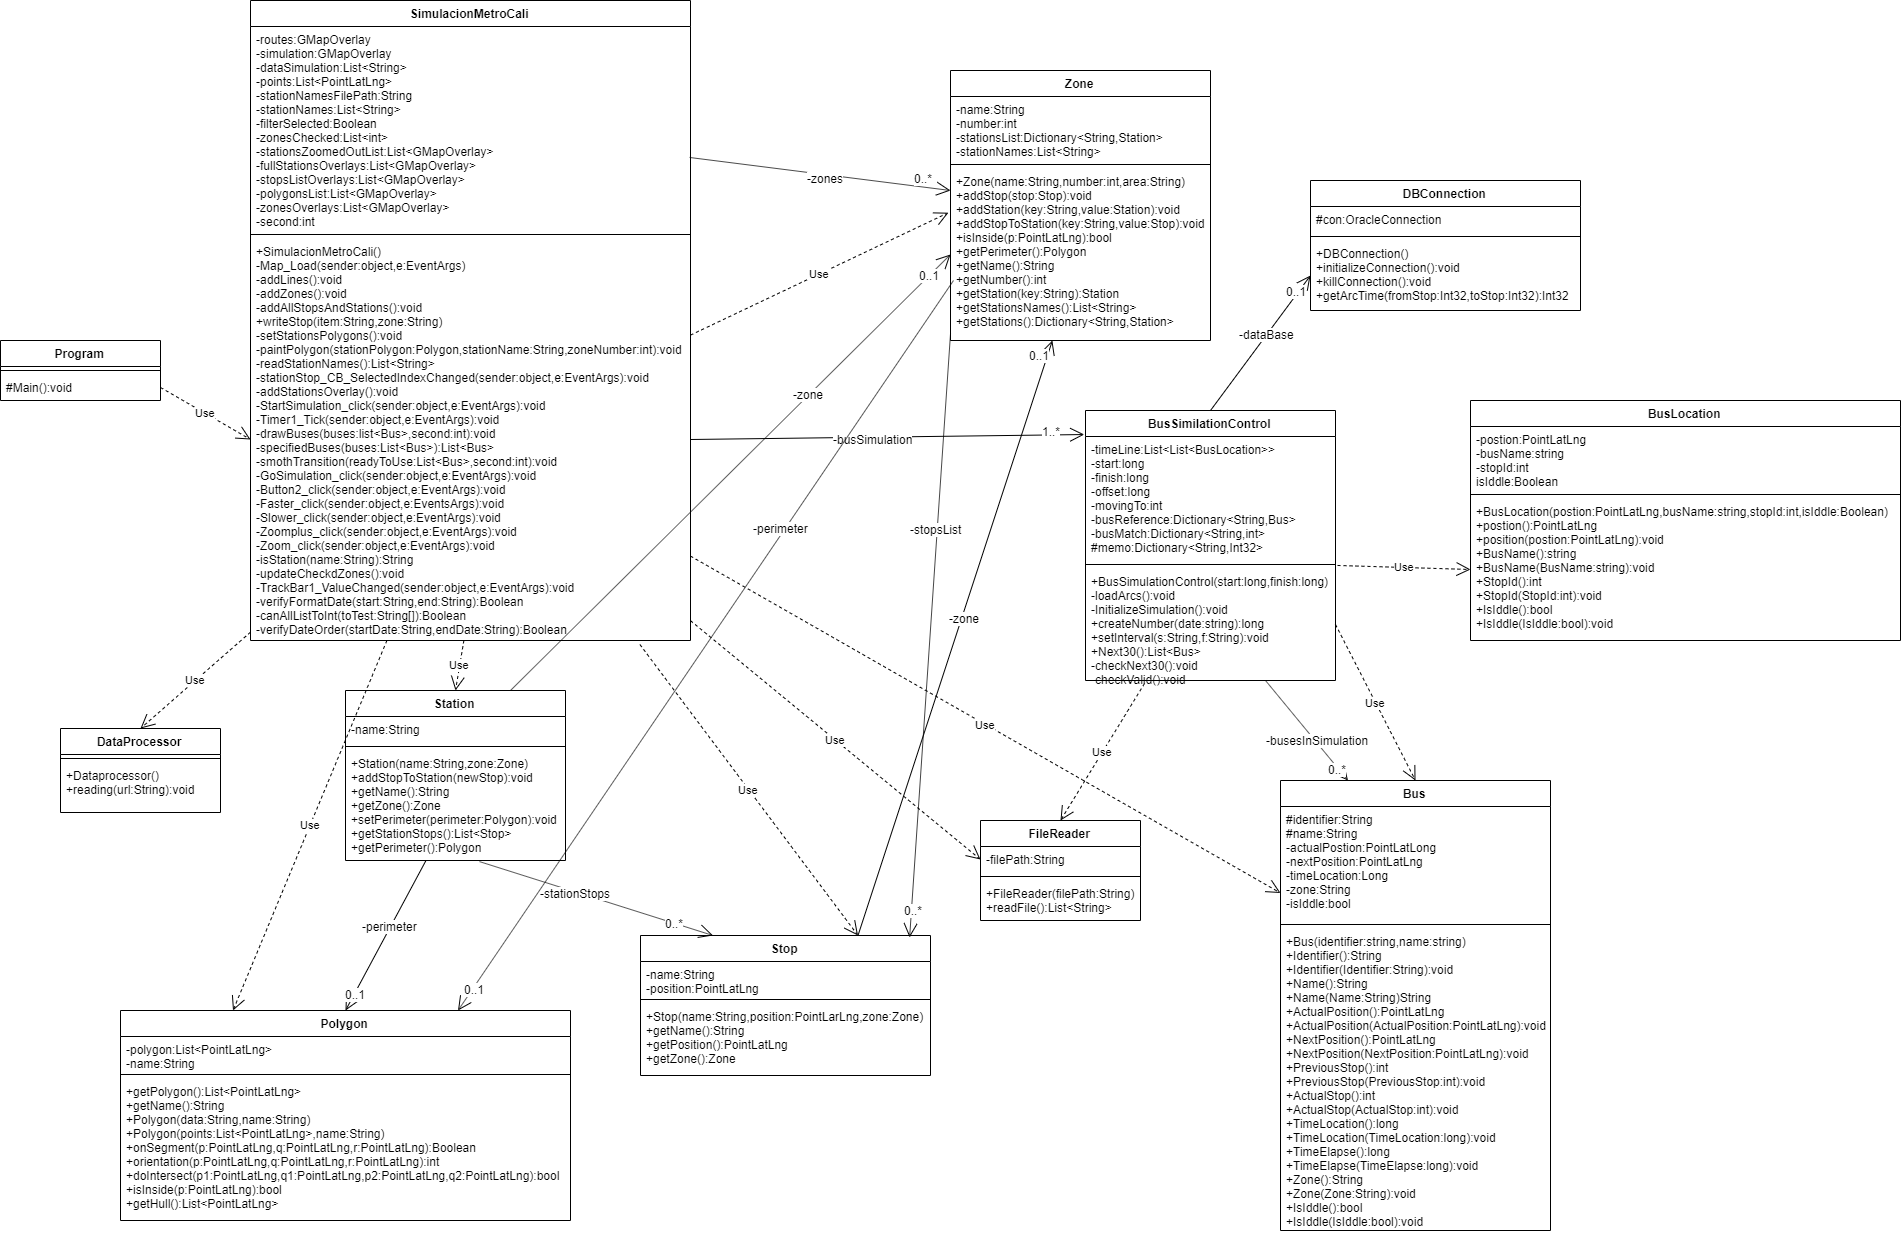 SimulacionMetroCali
-routes:GMapOverlay
-simulation:GMapOverlay
-dataSimulation:List<String>
-points:List<PointLatLng>
-stationNamesFilePath:String
-stationNames:List<String>
-filterSelected:Boolean
-zonesChecked:List<int>
-stationsZoomedOutList:List<GMapOverlay>
-fullStationsOverlays:List<GMapOverlay>
-stopsListOverlays:List<GMapOverlay>
-polygonsList:List<GMapOverlay>
-zonesOverlays:List<GMapOverlay>
-second:int
+SimulacionMetroCali()
-Map_Load(sender:object,e:EventArgs)
-addLines():void
-addZones():void
-addAllStopsAndStations():void
+writeStop(item:String,zone:String)
-setStationsPolygons():void
-paintPolygon(stationPolygon:Polygon,stationName:String,zoneNumber:int):void
-readStationNames():List<String>
-stationStop_CB_SelectedIndexChanged(sender:object,e:EventArgs):void
-addStationsOverlay():void
-StartSimulation_click(sender:object,e:EventArgs):void
-Timer1_Tick(sender:object,e:EventArgs):void
-drawBuses(buses:list<Bus>,second:int):void
-specifiedBuses(buses:List<Bus>):List<Bus>
-smothTransition(readyToUse:List<Bus>,second:int):void
-GoSimulation_click(sender:object,e:EventArgs):void
-Button2_click(sender:object,e:EventArgs):void
-Faster_click(sender:object,e:EventsArgs):void
-Slower_click(sender:object,e:EventArgs):void
-Zoomplus_click(sender:object,e:EventArgs):void
-Zoom_click(sender:object,e:EventArgs):void
-isStation(name:String):String
-updateCheckdZones():void
-TrackBar1_ValueChanged(sender:object,e:EventArgs):void
-verifyFormatDate(start:String,end:String):Boolean
-canAllListToInt(toTest:String[]):Boolean
-verifyDateOrder(startDate:String,endDate:String):Boolean
Zone
-name:String
-number:int
-stationsList:Dictionary<String,Station>
-stationNames:List<String>
+Zone(name:String,number:int,area:String)
+addStop(stop:Stop):void
+addStation(key:String,value:Station):void
+addStopToStation(key:String,value:Stop):void
+isInside(p:PointLatLng):bool
+getPerimeter():Polygon
+getName():String
+getNumber():int
+getStation(key:String):Station
+getStationsNames():List<String>
+getStations():Dictionary<String,Station>
DBConnection
#con:OracleConnection
+DBConnection()
+initializeConnection():void
+killConnection():void
+getArcTime(fromStop:Int32,toStop:Int32):Int32
Program
#Main():void
BusSimilationControl
-timeLine:List<List<BusLocation>>
-start:long
-finish:long
-offset:long
-movingTo:int
-busReference:Dictionary<String,Bus>
-busMatch:Dictionary<String,int>
#memo:Dictionary<String,Int32>
+BusSimulationControl(start:long,finish:long)
-loadArcs():void
-InitializeSimulation():void
+createNumber(date:string):long
+setInterval(s:String,f:String):void
+Next30():List<Bus>
-checkNext30():void
-checkValid():void
BusLocation
-postion:PointLatLng
-busName:string
-stopId:int
isIddle:Boolean
+BusLocation(postion:PointLatLng,busName:string,stopId:int,isIddle:Boolean)
+postion():PointLatLng
+position(postion:PointLatLng):void
+BusName():string
+BusName(BusName:string):void
+StopId():int
+StopId(StopId:int):void
+IsIddle():bool
+IsIddle(IsIddle:bool):void
DataProcessor
+Dataprocessor()
+reading(url:String):void
Station
-name:String
+Station(name:String,zone:Zone)
+addStopToStation(newStop):void
+getName():String
+getZone():Zone
+setPerimeter(perimeter:Polygon):void
+getStationStops():List<Stop>
+getPerimeter():Polygon
FileReader
-filePath:String
+FileReader(filePath:String)
+readFile():List<String>
Bus
#identifier:String
#name:String
-actualPostion:PointLatLong
-nextPosition:PointLatLng
-timeLocation:Long
-zone:String
-isIddle:bool
+Bus(identifier:string,name:string)
+Identifier():String
+Identifier(Identifier:String):void
+Name():String
+Name(Name:String)String
+ActualPosition():PointLatLng
+ActualPosition(ActualPosition:PointLatLng):void
+NextPosition():PointLatLng
+NextPosition(NextPosition:PointLatLng):void
+PreviousStop():int
+PreviousStop(PreviousStop:int):void
+ActualStop():int
+ActualStop(ActualStop:int):void
+TimeLocation():long
+TimeLocation(TimeLocation:long):void
+TimeElapse():long
+TimeElapse(TimeElapse:long):void
+Zone():String
+Zone(Zone:String):void
+IsIddle():bool
+IsIddle(IsIddle:bool):void
Stop
-name:String
-position:PointLatLng
+Stop(name:String,position:PointLarLng,zone:Zone)
+getName():String
+getPosition():PointLatLng
+getZone():Zone
Polygon
-polygon:List<PointLatLng>
-name:String
+getPolygon():List<PointLatLng>
+getName():String
+Polygon(data:String,name:String)
+Polygon(points:List<PointLatLng>,name:String)
+onSegment(p:PointLatLng,q:PointLatLng,r:PointLatLng):Boolean
+orientation(p:PointLatLng,q:PointLatLng,r:PointLatLng):int
+doIntersect(p1:PointLatLng,q1:PointLatLng,p2:PointLatLng,q2:PointLatLng):bool
+isInside(p:PointLatLng):bool
+getHull():List<PointLatLng>
-zones
0..*
Use
0..1
-zone
-perimeter
0..1
-stopsList
0..*
0..1
-zone
-busSimulation
1..*
-dataBase
0..1
Use
Use
Use
Use
Use
Use
Use
Use
Use
Use
Use
-busesInSimulation
0..*
-stationStops
0..*
-perimeter
0..1